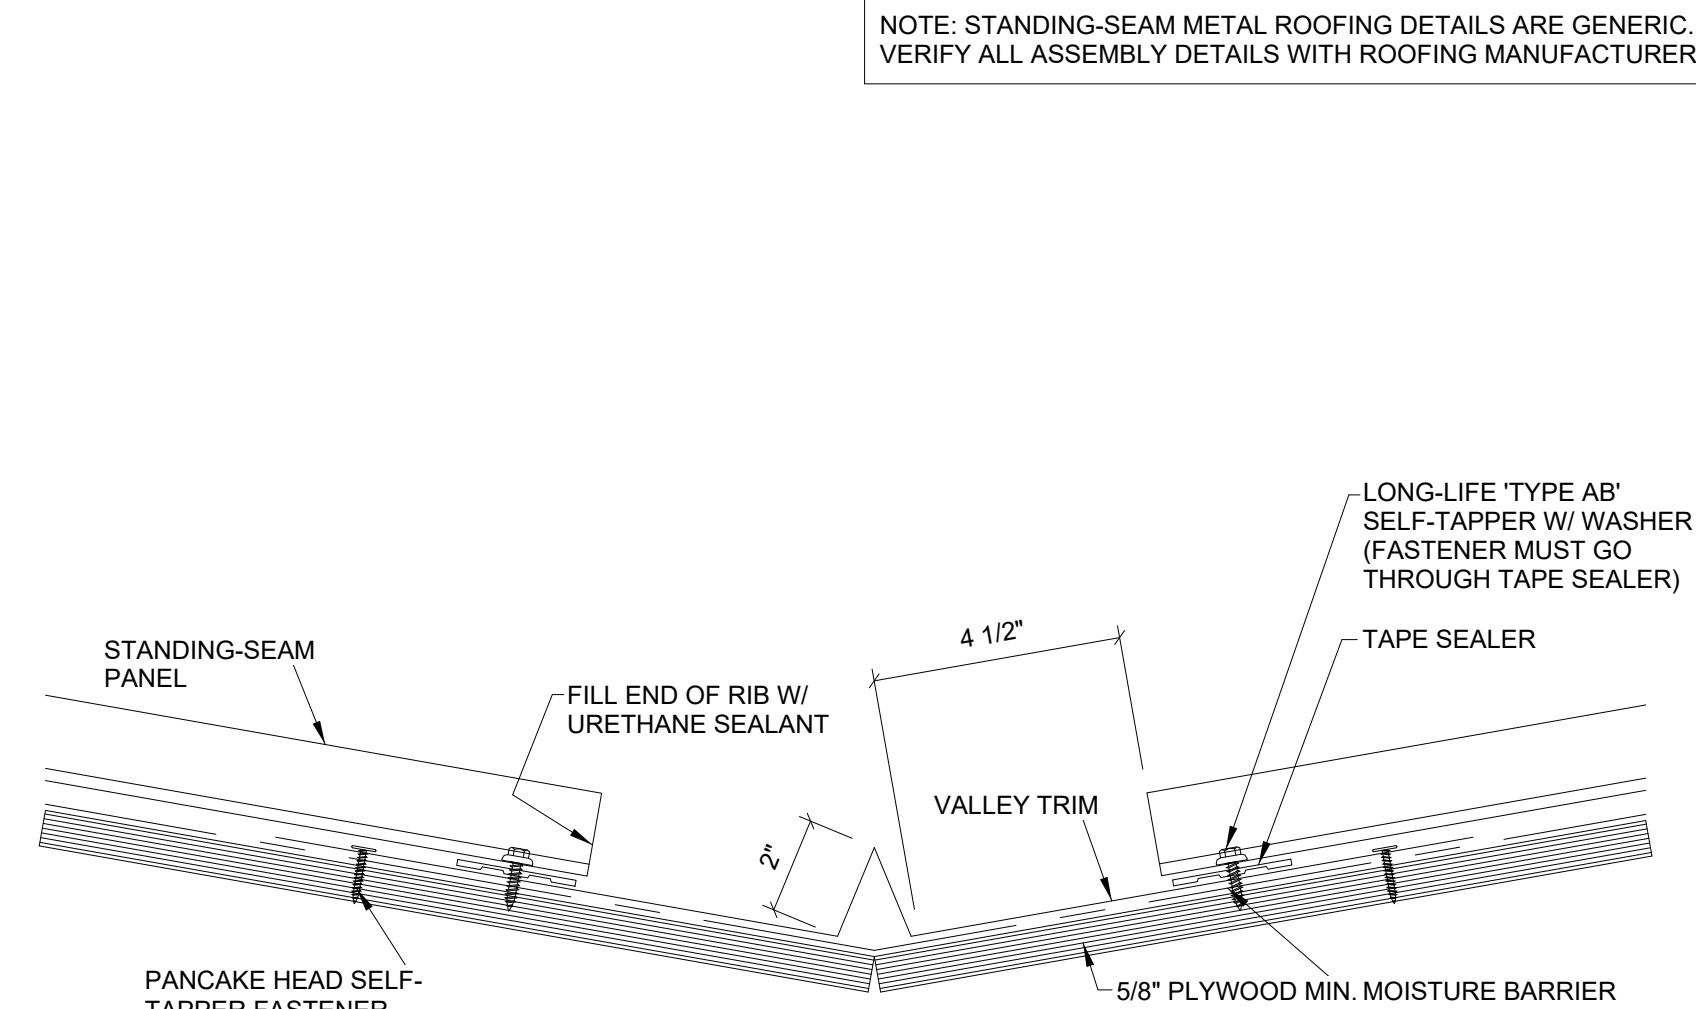 NOTE: STANDING-SEAM METAL ROOFING DETAILS ARE GENERIC.
VERIFY ALL ASSEMBLY DETAILS WITH ROOFING MANUFACTURER
LONG-LIFE 'TYPE AB'
SELF-TAPPER W/ WASHER
(FASTENER MUST GO
THROUGH TAPE SEALER)
4 1/2"
TAPE SEALER
STANDING-SEAM
PANEL
FILL END OF RIB W/
URETHANE SEALANT
VALLEY TRIM
2"
PANCAKE HEAD SELF-
TAPPER FASTENER
5/8" PLYWOOD MIN.
MOISTURE BARRIER